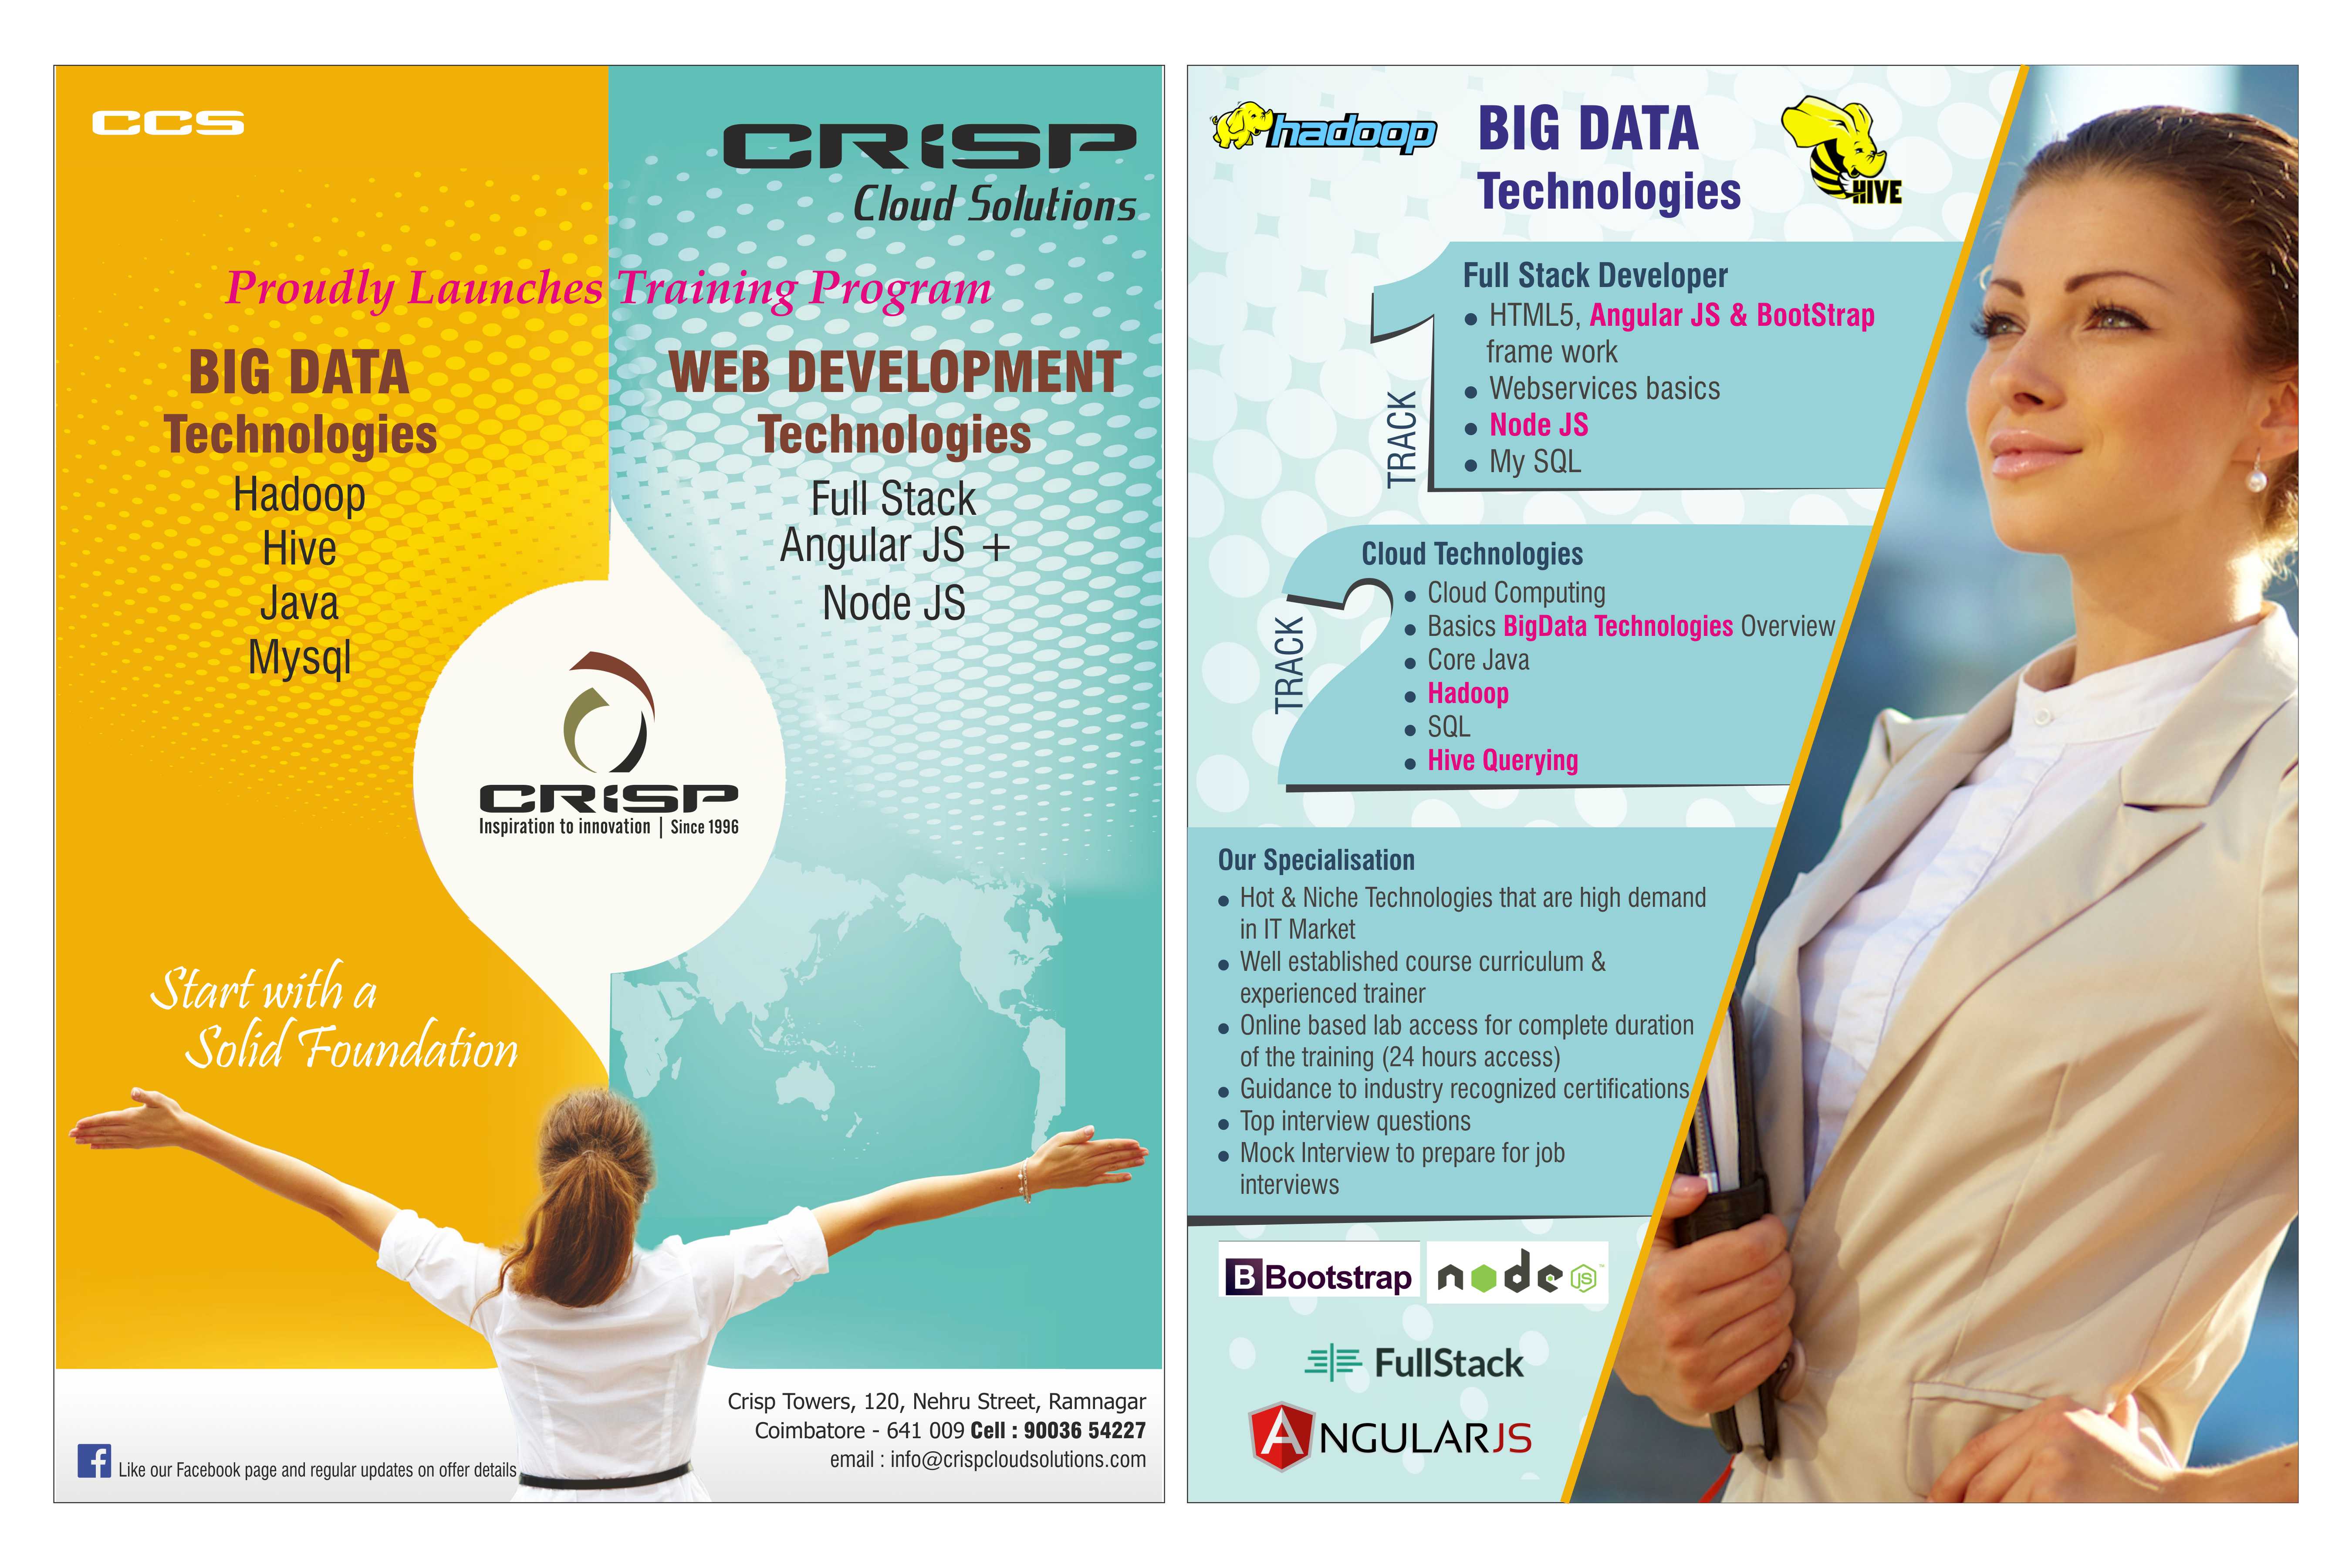 CCS
CRISP
Cloud Solutions
Proudly Launches Training Program
BIG DATA
Technologies
Hadoop
Hive
Java
Mysql
WEB DEVELOPMENT
Technologies
Full Stack
Angular JS +
Node JS
CRISP
Inspiration to innovation | Since 1996
Start with a
Solid Foundation
Crisp Towers, 120, Nehru Street, Ramnagar
Coimbatore - 641 009 Cell : 90036 54227
email : info@crispcloudsolutions.com
Like our Facebook page and regular updates on offer details
hadoop
BIG DATA
Technologies
HIVE
TRACK 1
Full Stack Developer
• HTML5, Angular JS & BootStrap
frame work
• Webservices basics
• Node JS
• My SQL
TRACK 2
Cloud Technologies
• Cloud Computing
• Basics BigData Technologies Overview
• Core Java
• Hadoop
• SQL
• Hive Querying
Our Specialisation
• Hot & Niche Technologies that are high demand
in IT Market
• Well established course curriculum &
experienced trainer
• Online based lab access for complete duration
of the training (24 hours access)
• Guidance to industry recognized certifications
• Top interview questions
• Mock Interview to prepare for job
interviews
B Bootstrap
node JS™
FullStack
ANGULARJS